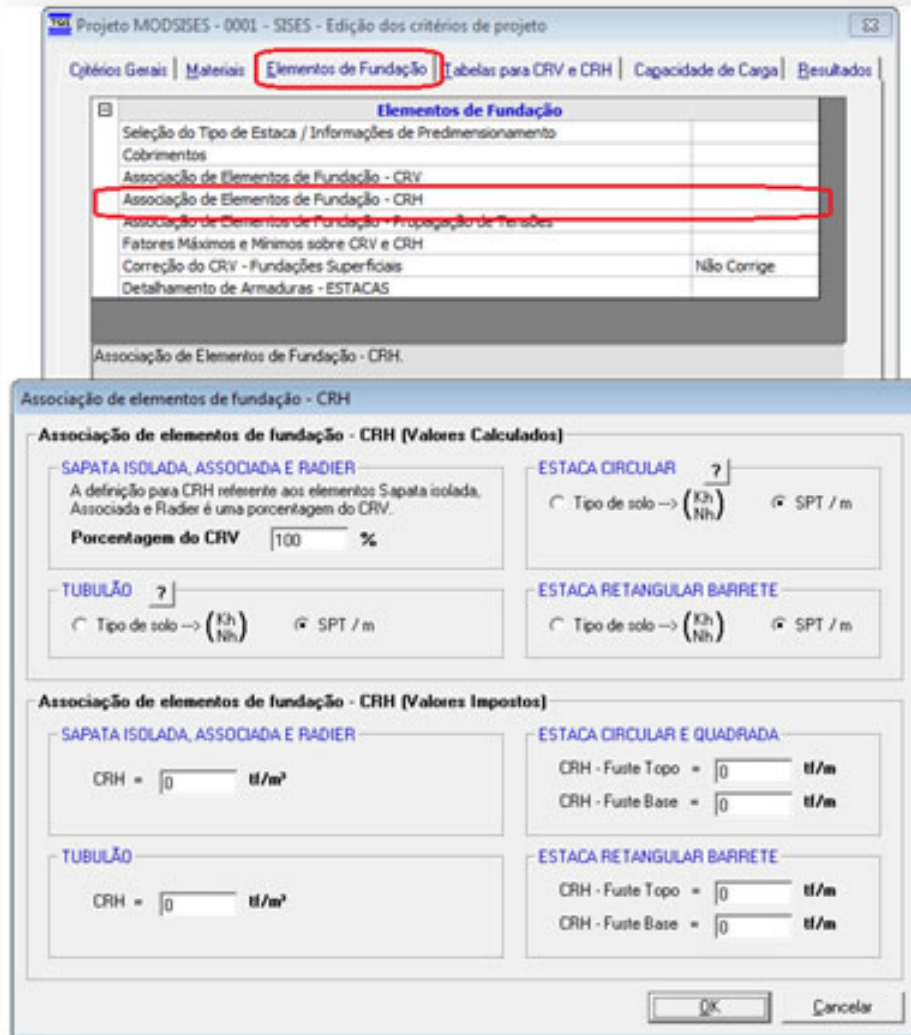 TQS Projeto MODSISES - 0001 - SISES - Edição dos critérios de projeto
Critérios Gerais | Materiais | Elementos de Fundação | Tabelas para CRV e CRH | Capacidade de Carga | Resultados
Elementos de Fundação
Seleção do Tipo de Estaca / Informações de Predimensionamento
Cobrimentos
Associação de Elementos de Fundação - CRV
Associação de Elementos de Fundação - CRH
Associação de Elementos de Fundação - Propagação de Tensões
Fatores Máximos e Mínimos sobre CRV e CRH
Correção do CRV - Fundações Superficiais Não Corrige
Detalhamento de Armaduras - ESTACAS
Associação de Elementos de Fundação - CRH.
Associação de elementos de fundação - CRH
Associação de elementos de fundação - CRH (Valores Calculados)
SAPATA ISOLADA, ASSOCIADA E RADIER
A definição para CRH referente aos elementos Sapata isolada,
Associada e Radier é uma porcentagem do CRV.
Porcentagem do CRV 100 %
ESTACA CIRCULAR ?
Tipo de solo --> (Kh Nh) SPT / m
TUBULÃO ?
Tipo de solo --> (Kh Nh) SPT / m
ESTACA RETANGULAR BARRETE
Tipo de solo --> (Kh Nh) SPT / m
Associação de elementos de fundação - CRH (Valores Impostos)
SAPATA ISOLADA, ASSOCIADA E RADIER
CRH = 0 tf/m³
ESTACA CIRCULAR E QUADRADA
CRH - Fuste Topo = 0 tf/m
CRH - Fuste Base = 0 tf/m
TUBULÃO
CRH = 0 tf/m³
ESTACA RETANGULAR BARRETE
CRH - Fuste Topo = 0 tf/m
CRH - Fuste Base = 0 tf/m
OK Cancelar